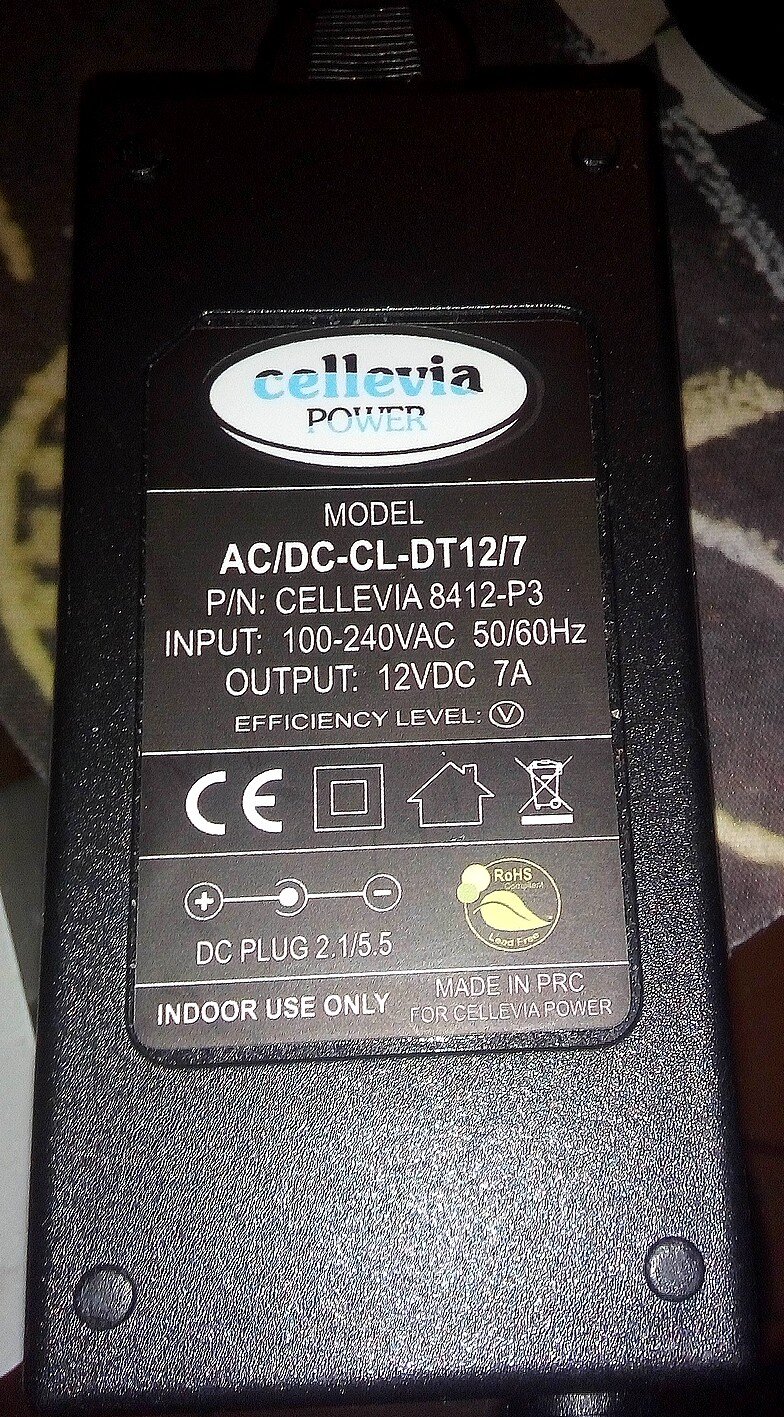 cellevia
POWER
MODEL
AC/DC-CL-DT12/7
P/N: CELLEVIA 8412-P3
INPUT: 100-240VAC 50/60Hz
OUTPUT: 12VDC 7A
EFFICIENCY LEVEL: V
CE
+ -
DC PLUG 2.1/5.5
RoHS
Compliant
Lead Free
INDOOR USE ONLY
MADE IN PRC
FOR CELLEVIA POWER